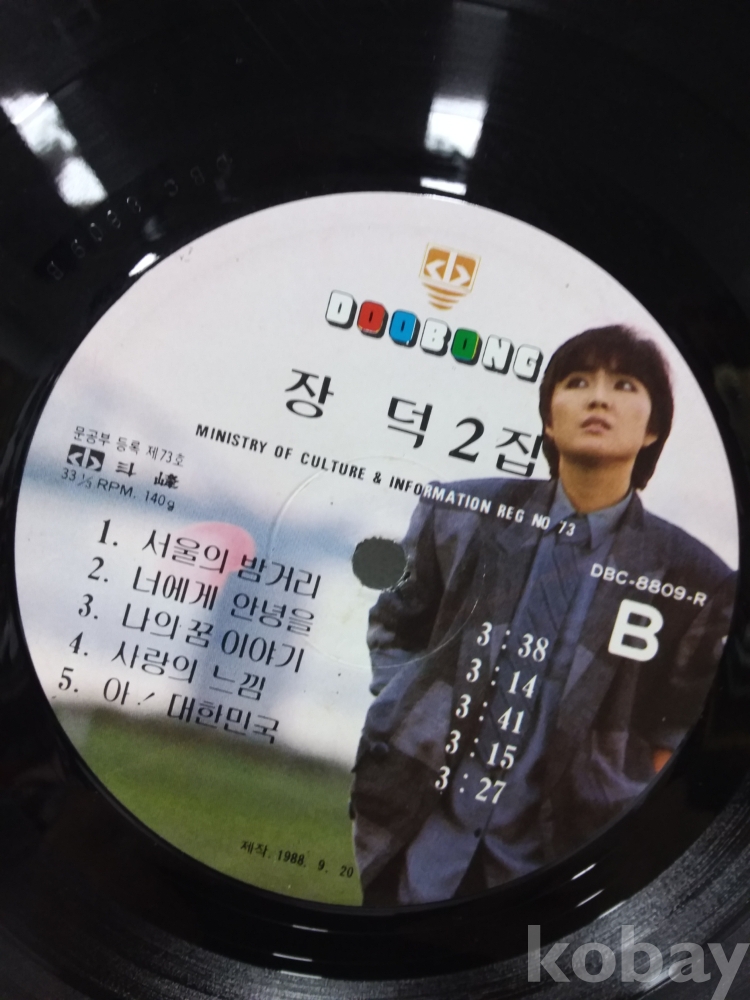 DOOBONG
장 덕 2집
MINISTRY OF CULTURE & INFORMATION REG NO 73
문공부 등록 제73호
斗峰
33 1/3 RPM. 140g
DBC-8809-R
B
1. 서울의 밤거리 3:38
2. 너에게 안녕을 3:14
3. 나의 꿈 이야기 3:41
4. 사랑의 느낌 3:15
5. 아! 대한민국 3:27
제작. 1988. 9. 20
kobay